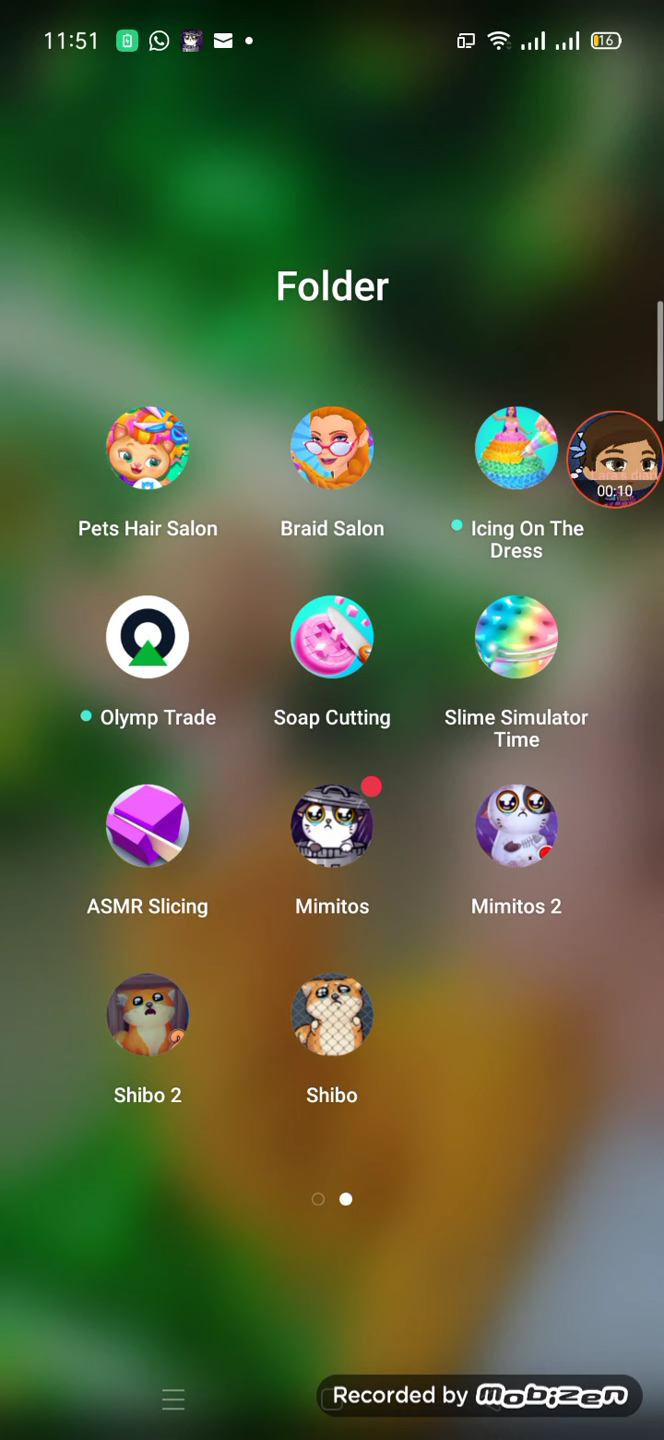 11:51
16
Folder
00:10
Pets Hair Salon
Braid Salon
Icing On The
Dress
Olymp Trade
Soap Cutting
Slime Simulator
Time
ASMR Slicing
Mimitos
Mimitos 2
Shibo 2
Shibo
Recorded by mobizen